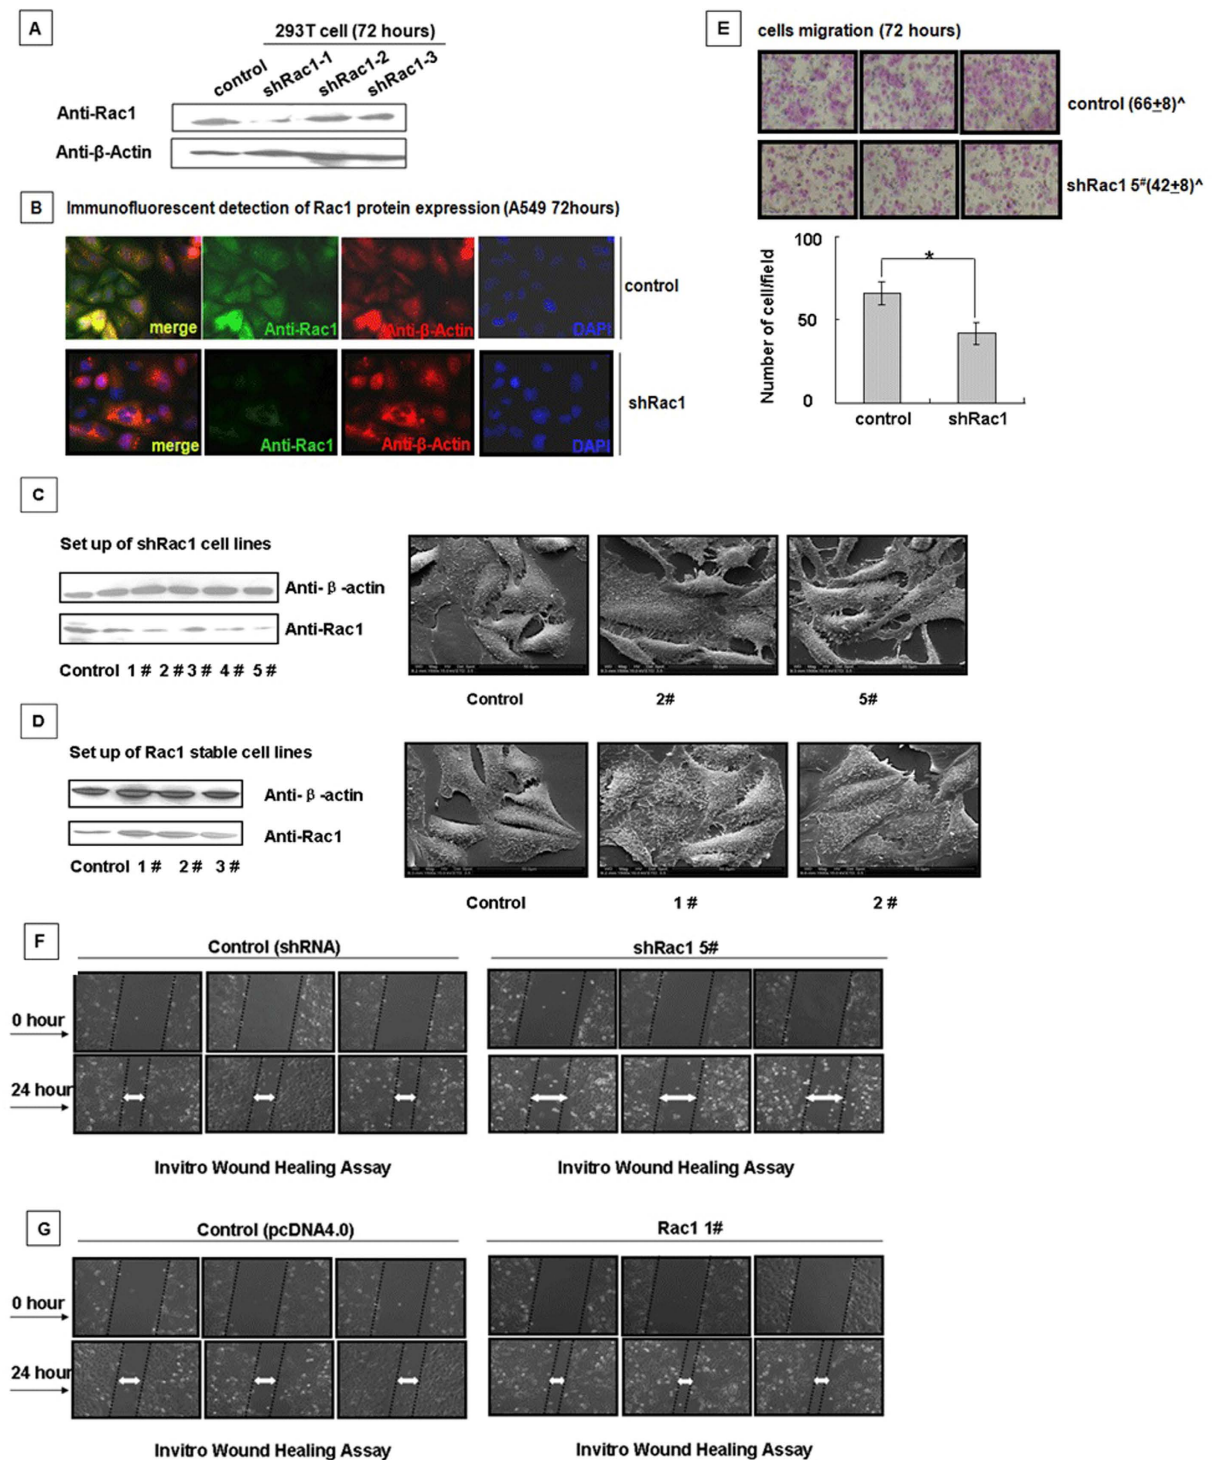 A
293T cell (72 hours)
control
shRac1-1
shRac1-2
shRac1-3
Anti-Rac1
Anti-β-Actin
B
Immunofluorescent detection of Rac1 protein expression (A549 72hours)
merge
Anti-Rac1
Anti-β-Actin
DAPI
control
merge
Anti-Rac1
Anti-β-Actin
DAPI
shRac1
E
cells migration (72 hours)
control (66±8)^
shRac1 5#(42±8)^
Number of cell/field
100
50
0
*
control
shRac1
C
Set up of shRac1 cell lines
Anti- β -actin
Anti-Rac1
Control 1 # 2 # 3 # 4 # 5 #
Control
2#
5#
D
Set up of Rac1 stable cell lines
Anti- β -actin
Anti-Rac1
Control 1 # 2 # 3 #
Control
1 #
2 #
F
Control (shRNA)
shRac1 5#
0 hour
24 hour
Invitro Wound Healing Assay
Invitro Wound Healing Assay
G
Control (pcDNA4.0)
Rac1 1#
0 hour
24 hour
Invitro Wound Healing Assay
Invitro Wound Healing Assay